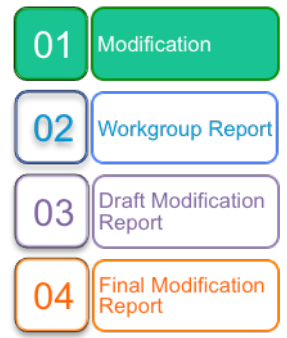 01 Modification
02 Workgroup Report
03 Draft Modification
Report
04 Final Modification
Report